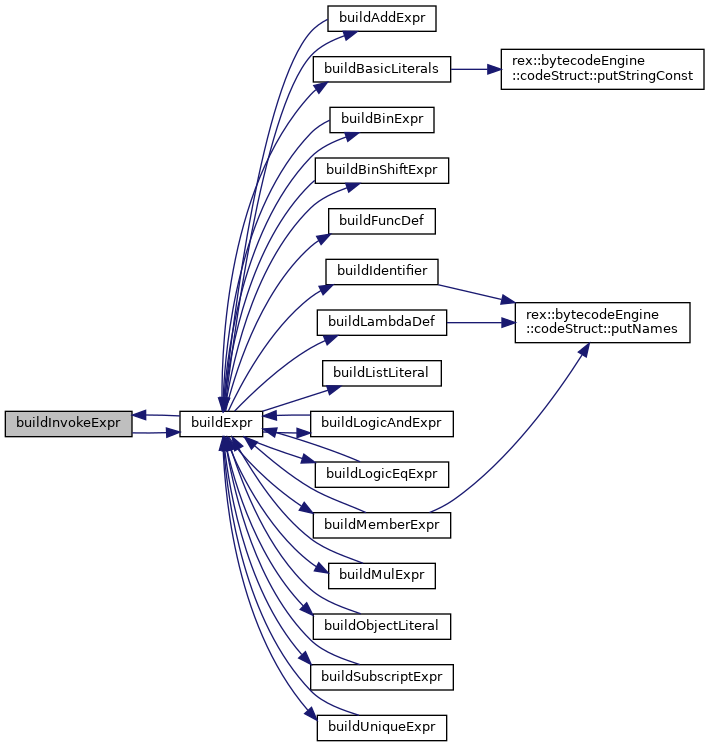 buildAddExpr
buildBasicLiterals
rex::bytecodeEngine
::codeStruct::putStringConst
buildBinExpr
buildBinShiftExpr
buildFuncDef
buildIdentifier
buildLambdaDef
rex::bytecodeEngine
::codeStruct::putNames
buildListLiteral
buildInvokeExpr
buildExpr
buildLogicAndExpr
buildLogicEqExpr
buildMemberExpr
buildMulExpr
buildObjectLiteral
buildSubscriptExpr
buildUniqueExpr